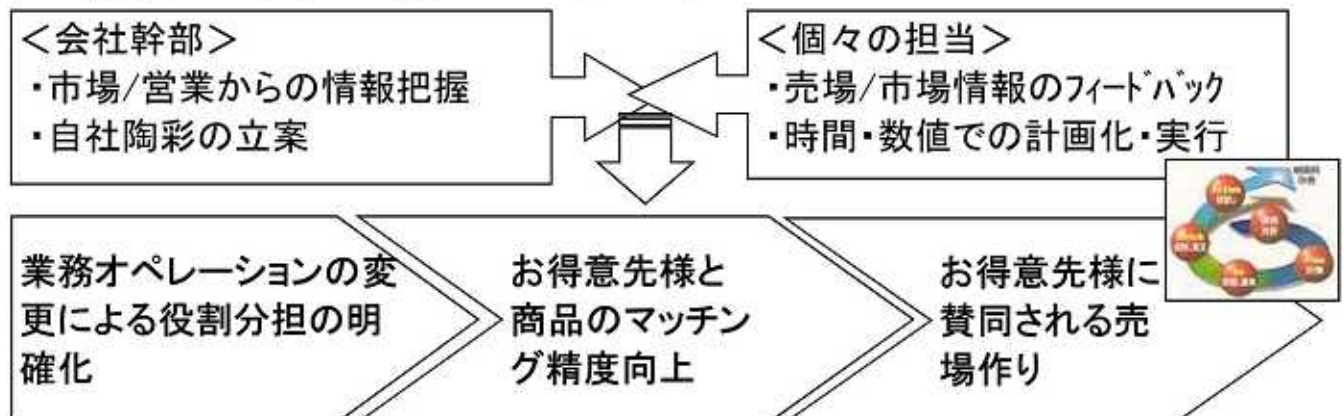 <会社幹部>
・市場/営業からの情報把握
・自社陶彩の立案
<個々の担当>
・売場/市場情報のフィードバック
・時間・数値での計画化・実行
業務オペレーションの変
更による役割分担の明
確化
お得意先様と
商品のマッチン
グ精度向上
お得意先様に
賛同される売
場作り